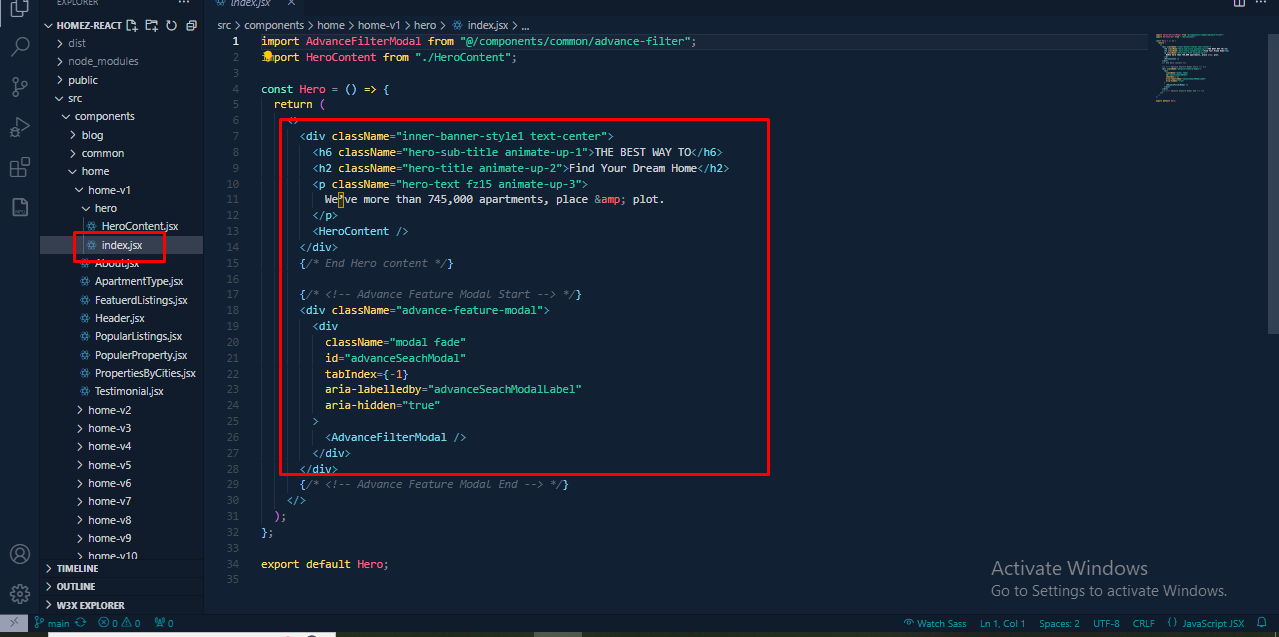 EXPLORER
index.jsx
HOMEZ-REACT
src > components > home > home-v1 > hero > index.jsx > ...
dist
node_modules
public
src
components
blog
common
home
home-v1
hero
HeroContent.jsx
index.jsx
About.jsx
ApartmentType.jsx
FeatuerdListings.jsx
Header.jsx
PopularListings.jsx
PopulerProperty.jsx
PropertiesByCities.jsx
Testimonial.jsx
home-v2
home-v3
home-v4
home-v5
home-v6
home-v7
home-v8
home-v9
home-v10
TIMELINE
OUTLINE
W3X EXPLORER
1 import AdvanceFilterModal from "@/components/common/advance-filter";
2 import HeroContent from "./HeroContent";
3
4 const Hero = () => {
5 return (
6 <>
7 <div className="inner-banner-style1 text-center">
8 <h6 className="hero-sub-title animate-up-1">THE BEST WAY TO</h6>
9 <h2 className="hero-title animate-up-2">Find Your Dream Home</h2>
10 <p className="hero-text fz15 animate-up-3">
11 We’ve more than 745,000 apartments, place &amp; plot.
12 </p>
13 <HeroContent />
14 </div>
15 {/* End Hero content */}
16
17 {/* <!-- Advance Feature Modal Start --> */}
18 <div className="advance-feature-modal">
19 <div
20 className="modal fade"
21 id="advanceSeachModal"
22 tabIndex={-1}
23 aria-labelledby="advanceSeachModalLabel"
24 aria-hidden="true"
25 >
26 <AdvanceFilterModal />
27 </div>
28 </div>
29 {/* <!-- Advance Feature Modal End --> */}
30 </>
31 );
32 };
33
34 export default Hero;
35
Activate Windows
Go to Settings to activate Windows.
main 0 0 0 Watch Sass Ln 1, Col 1 Spaces: 2 UTF-8 CRLF {} JavaScript JSX